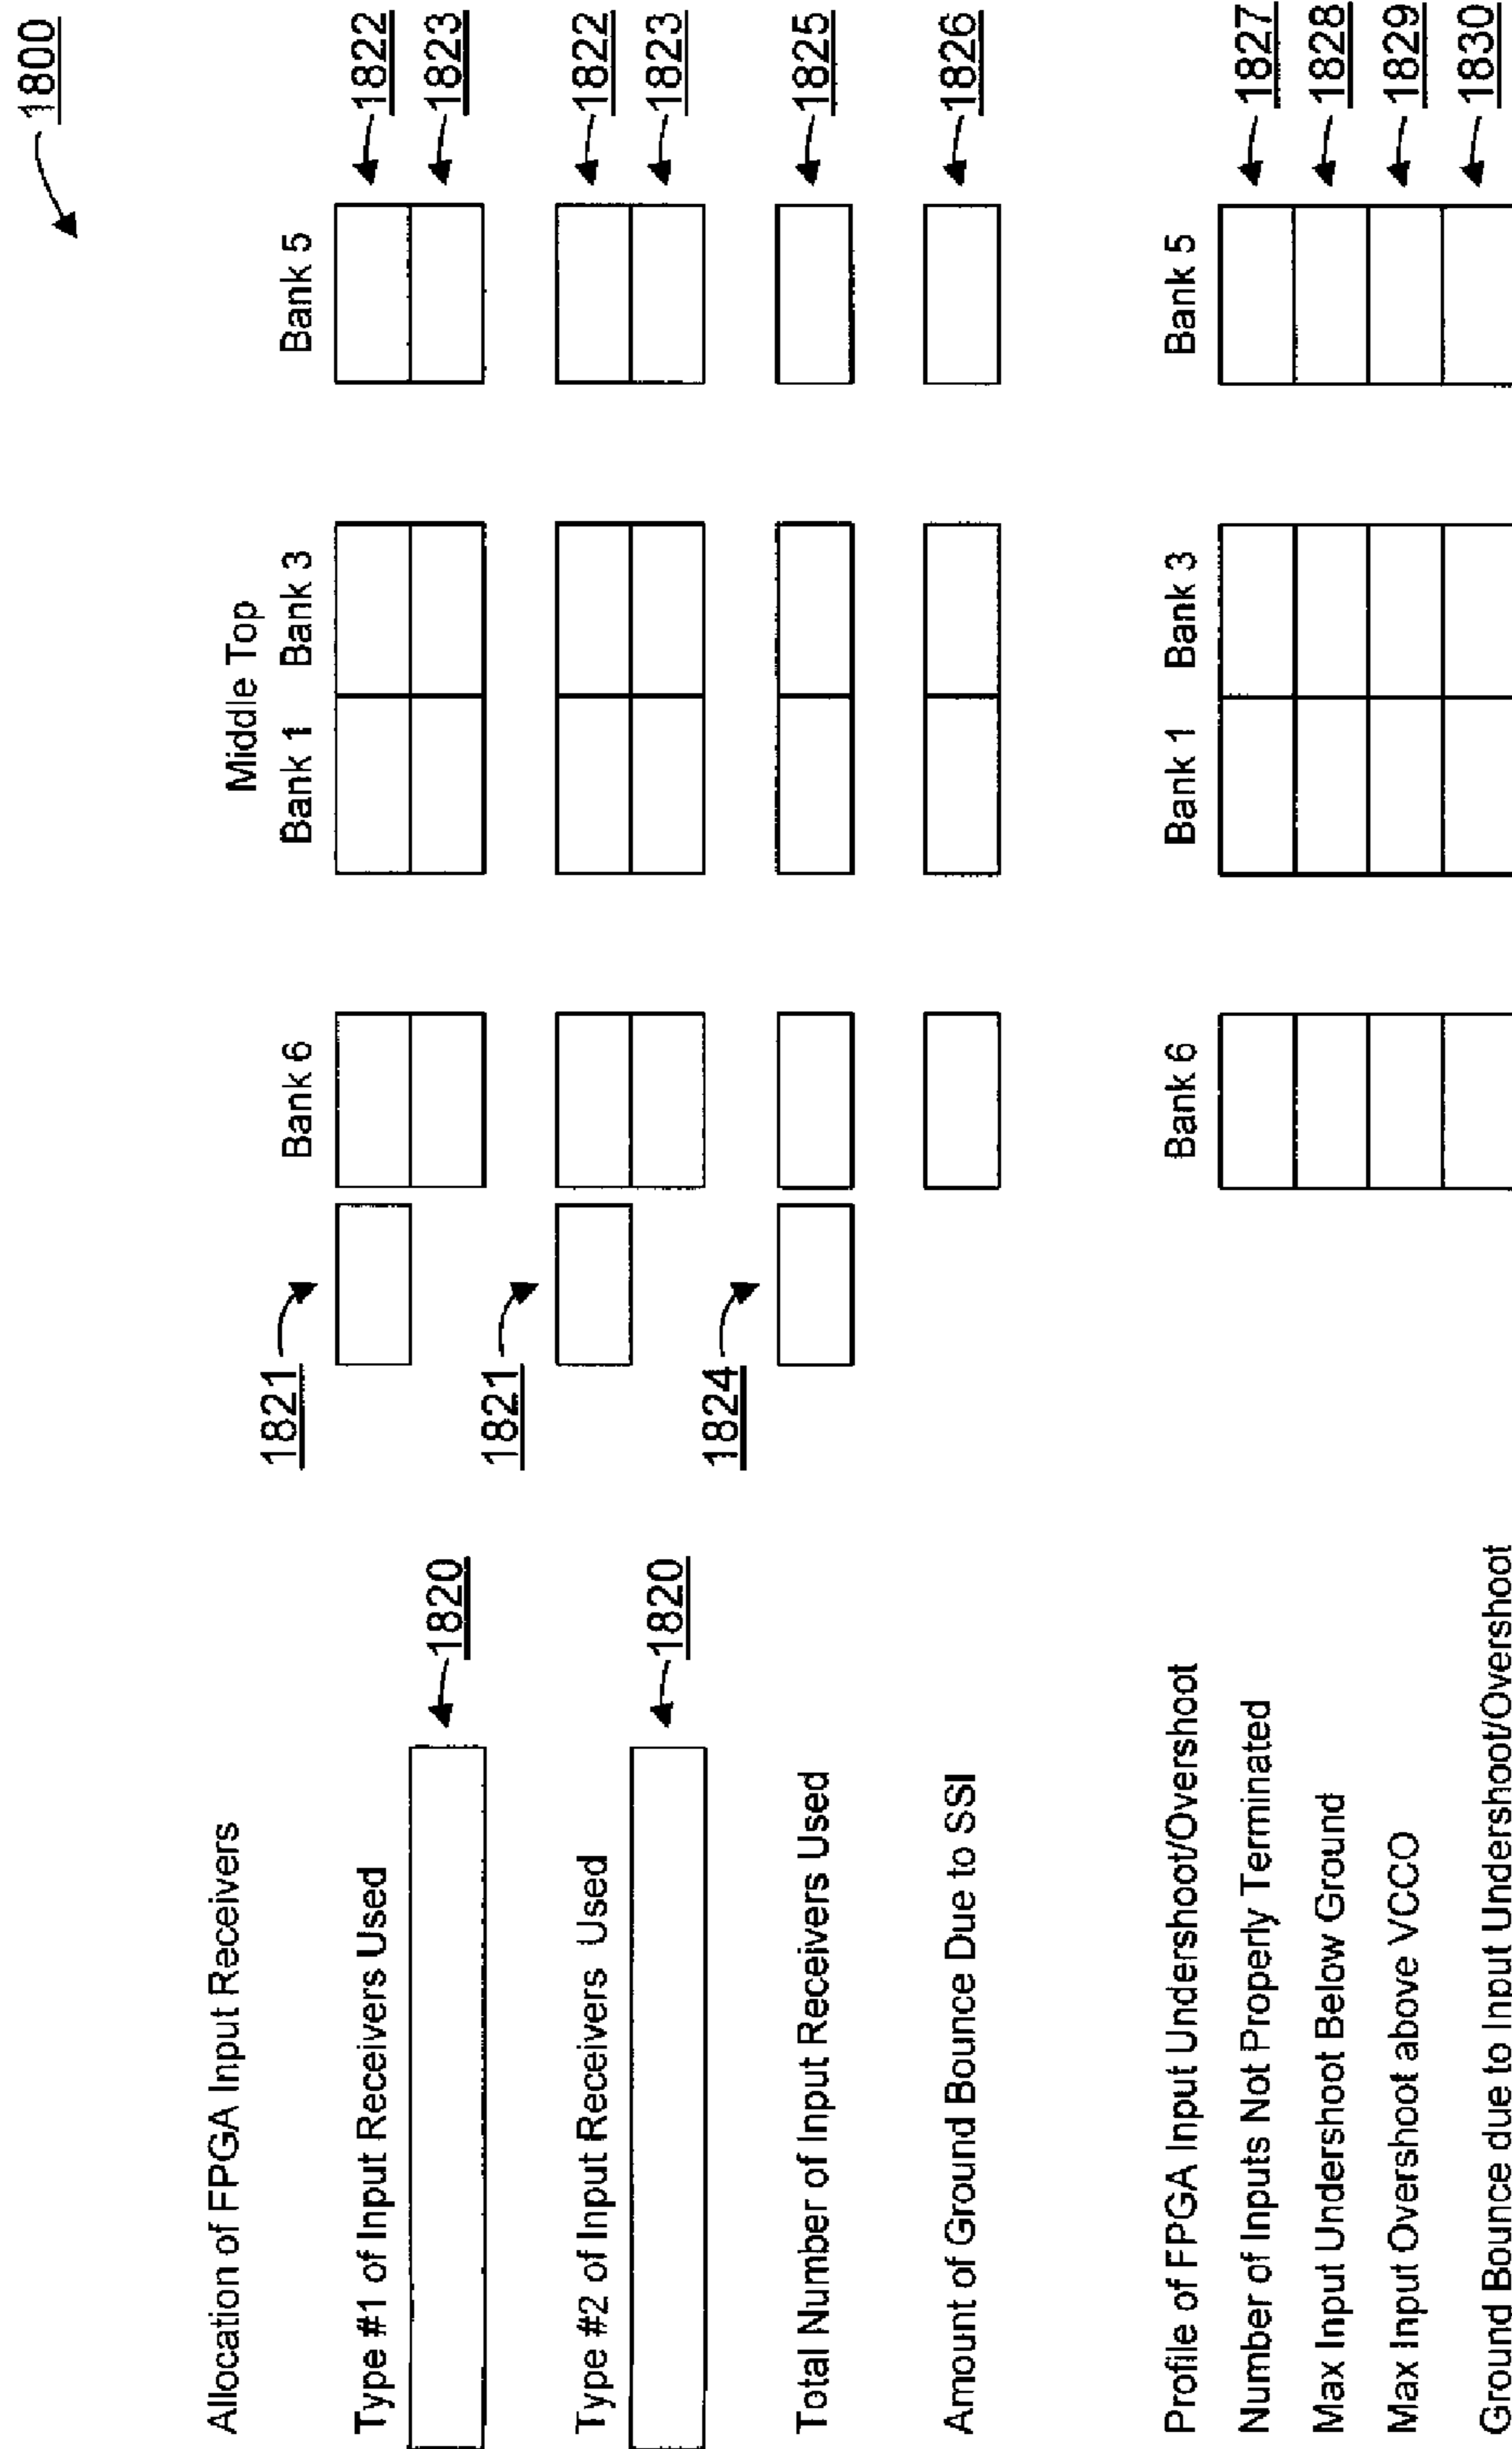 1800
Allocation of FPGA Input Receivers
Middle Top
1821 Bank 6 Bank 1 Bank 3 Bank 5
Type #1 of Input Receivers Used 1822
1820 1823
1821
Type #2 of Input Receivers Used 1822
1820 1823
1824
Total Number of Input Receivers Used 1825
Amount of Ground Bounce Due to SSI 1826
Profile of FPGA Input Undershoot/Overshoot Bank 6 Bank 1 Bank 3 Bank 5
Number of Inputs Not Properly Terminated 1827
Max Input Undershoot Below Ground 1828
Max Input Overshoot above VCCO 1829
Ground Bounce due to Input Undershoot/Overshoot 1830